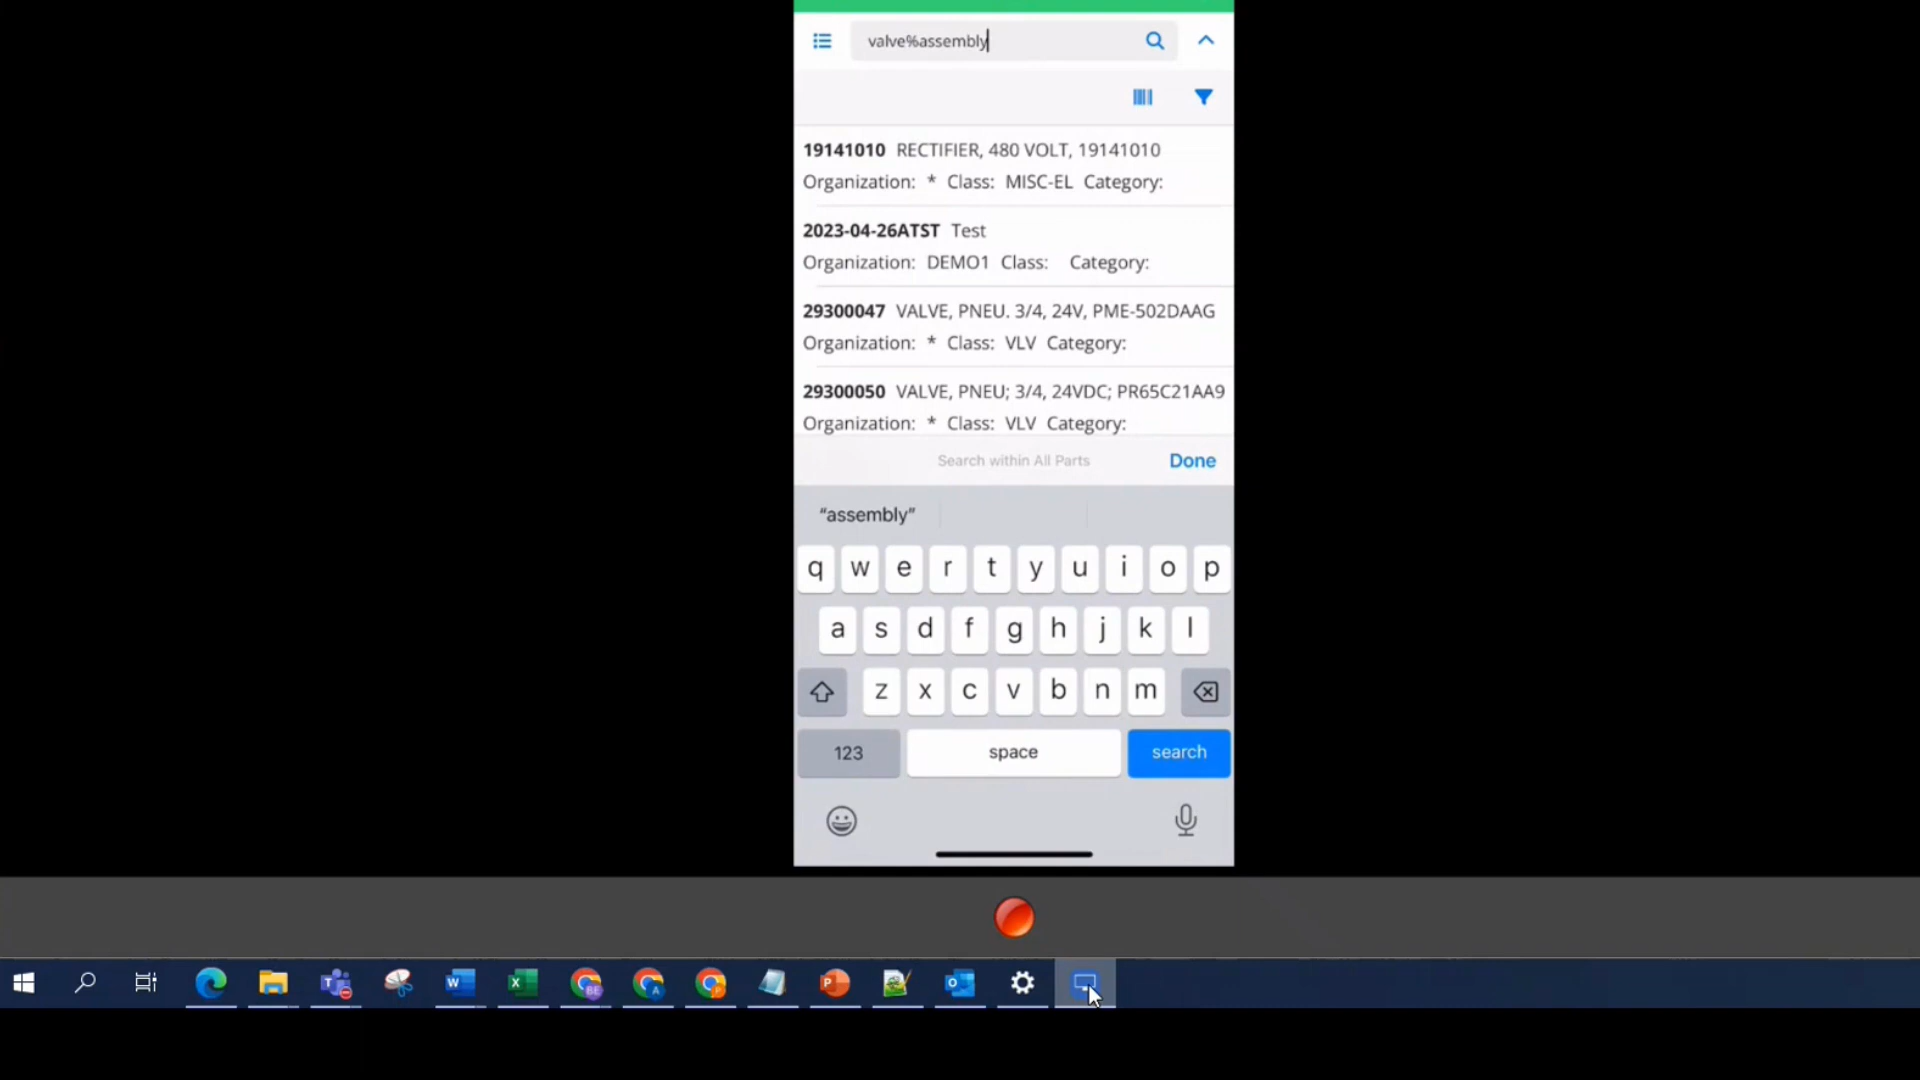 valve%assembly
19141010 RECTIFIER, 480 VOLT, 19141010
Organization: * Class: MISC-EL Category:
2023-04-26ATST Test
Organization: DEMO1 Class: Category:
29300047 VALVE, PNEU. 3/4, 24V, PME-502DAAG
Organization: * Class: VLV Category:
29300050 VALVE, PNEU; 3/4, 24VDC; PR65C21AA9
Organization: * Class: VLV Category:
Search within All Parts Done
“assembly”
q w e r t y u i o p
a s d f g h j k l
z x c v b n m
123 space search